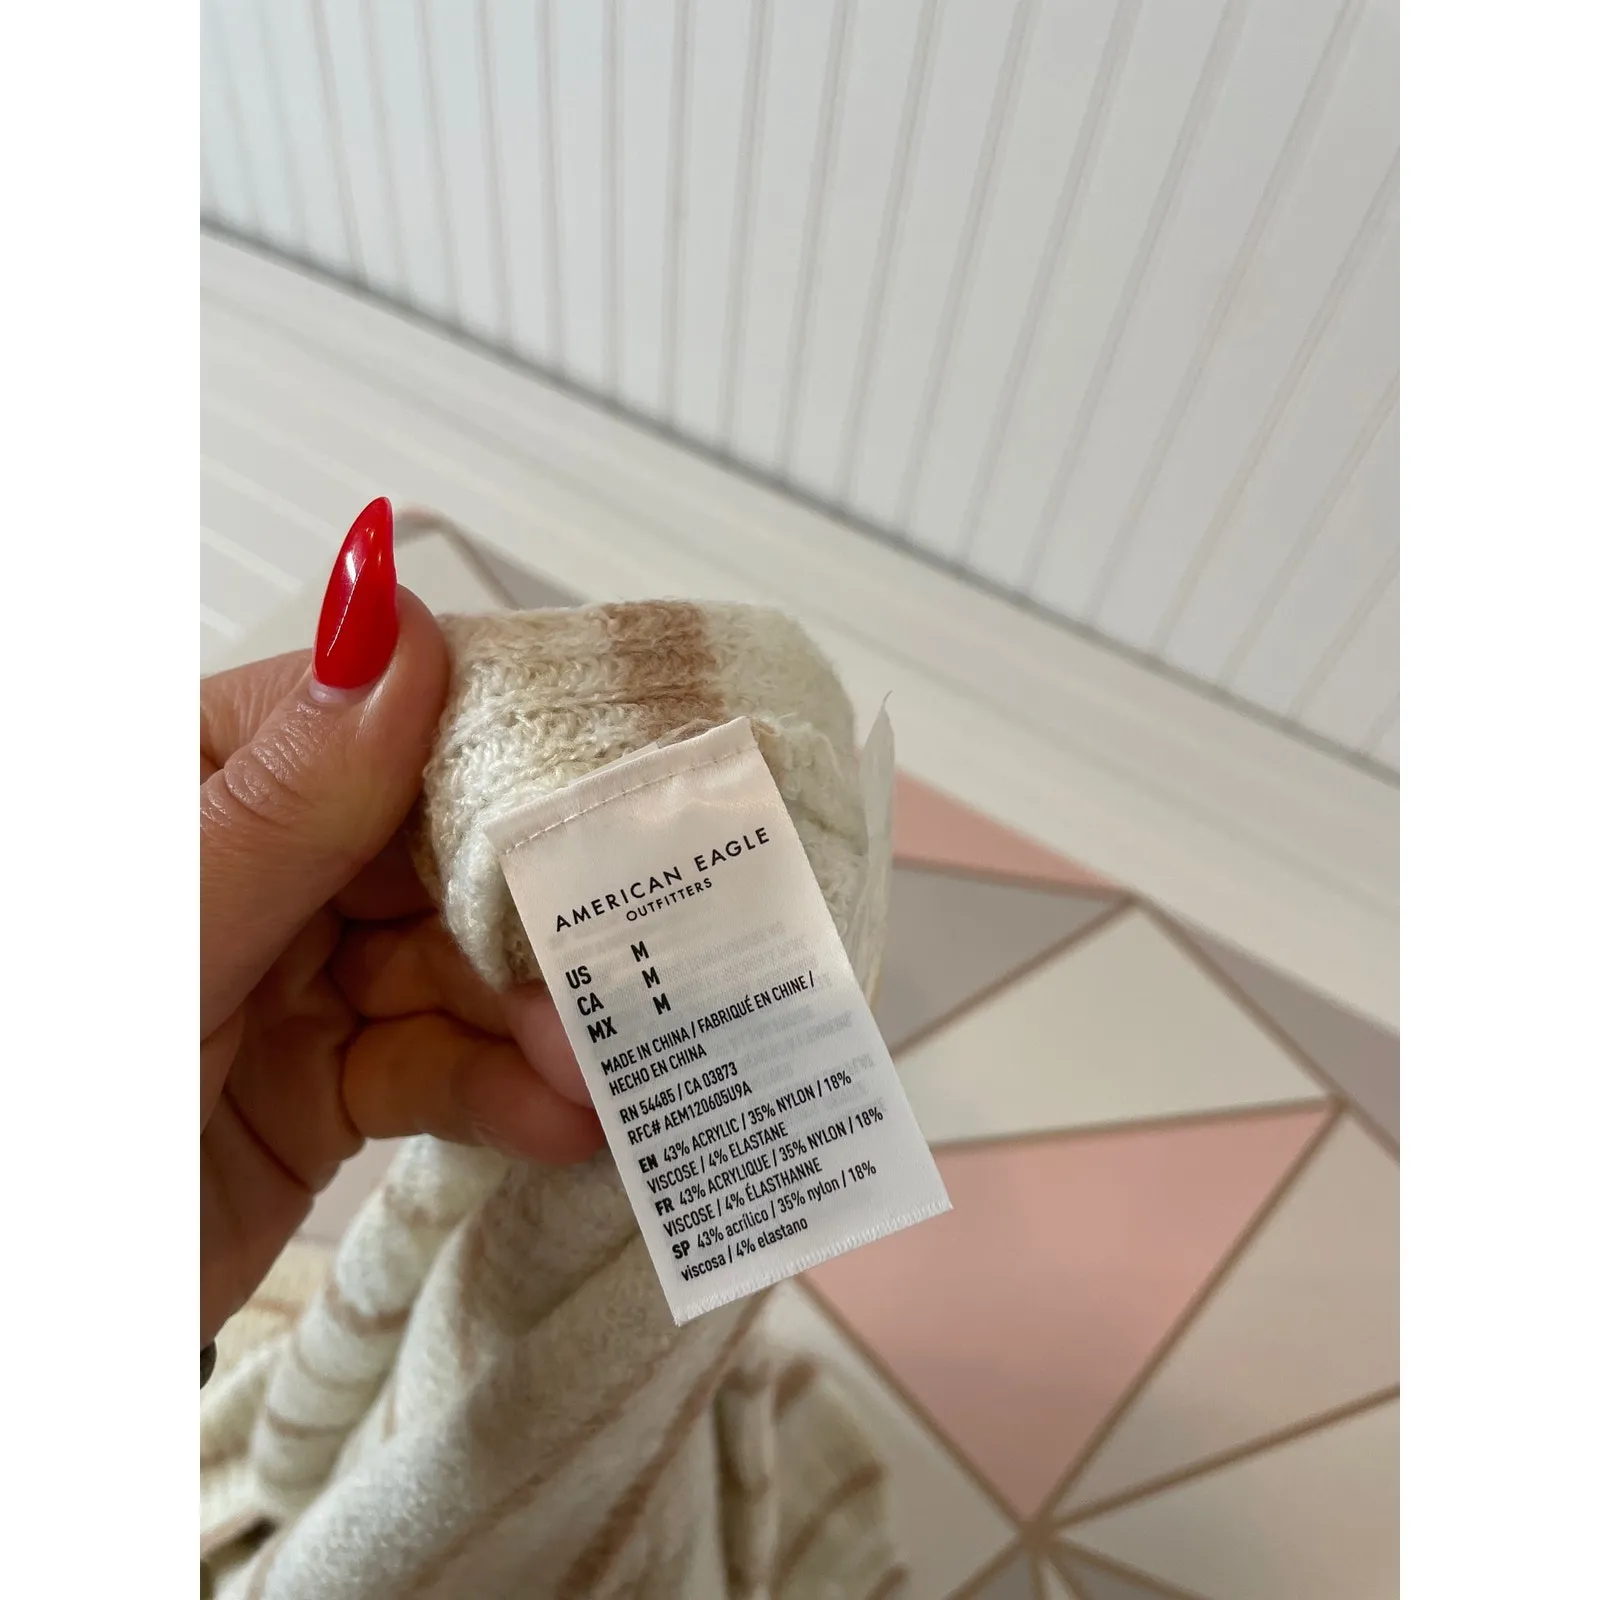 AMERICAN EAGLE
OUTFITTERS
US M
CA M
MX M
MADE IN CHINA / FABRIQUÉ EN CHINE /
HECHO EN CHINA
RN 54485 / CA 03873
RFC# AEM120605U9A
EN 43% ACRYLIC / 35% NYLON / 18%
VISCOSE / 4% ELASTANE
FR 43% ACRYLIQUE / 35% NYLON / 18%
VISCOSE / 4% ÉLASTHANNE
SP 43% acrílico / 35% nylon / 18%
viscosa / 4% elastano